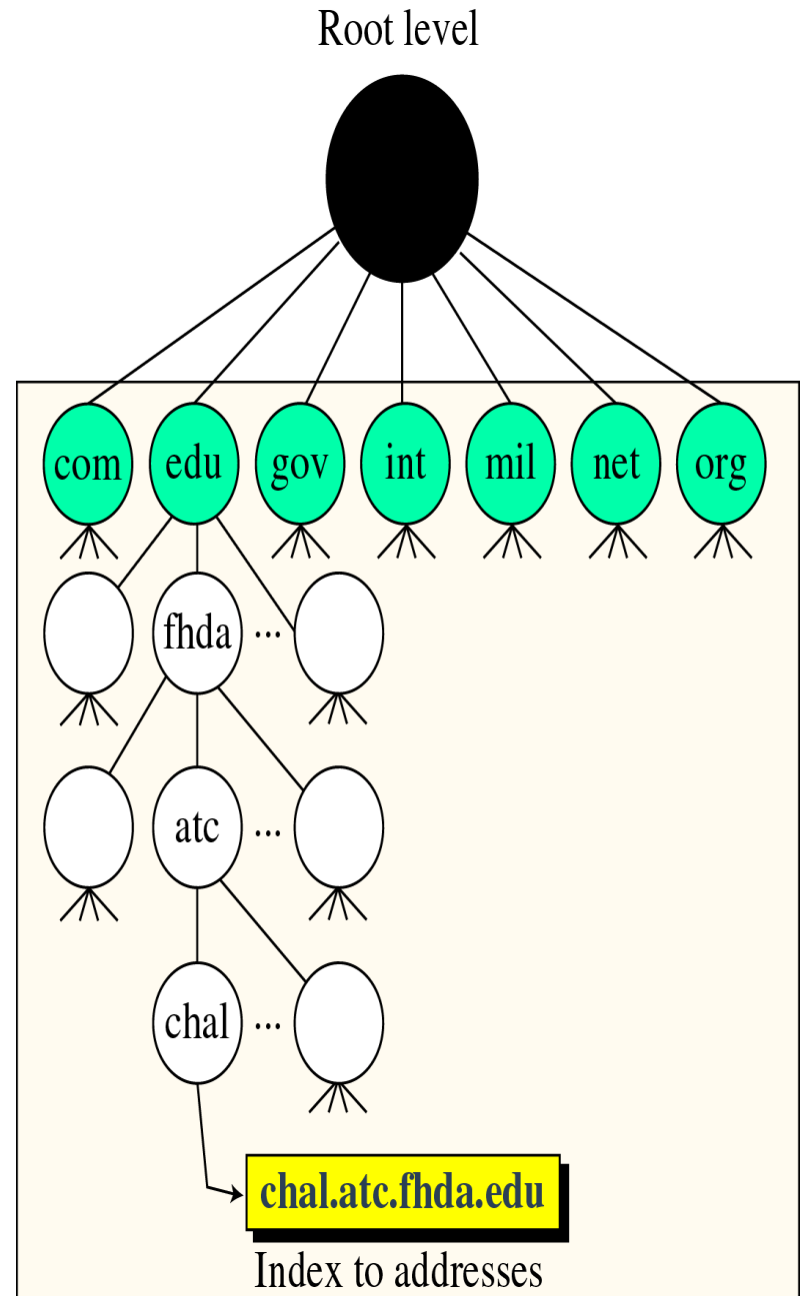 Root level
com edu gov int mil net org
fhda ...
atc ...
chal ...
chal.atc.fhda.edu
Index to addresses